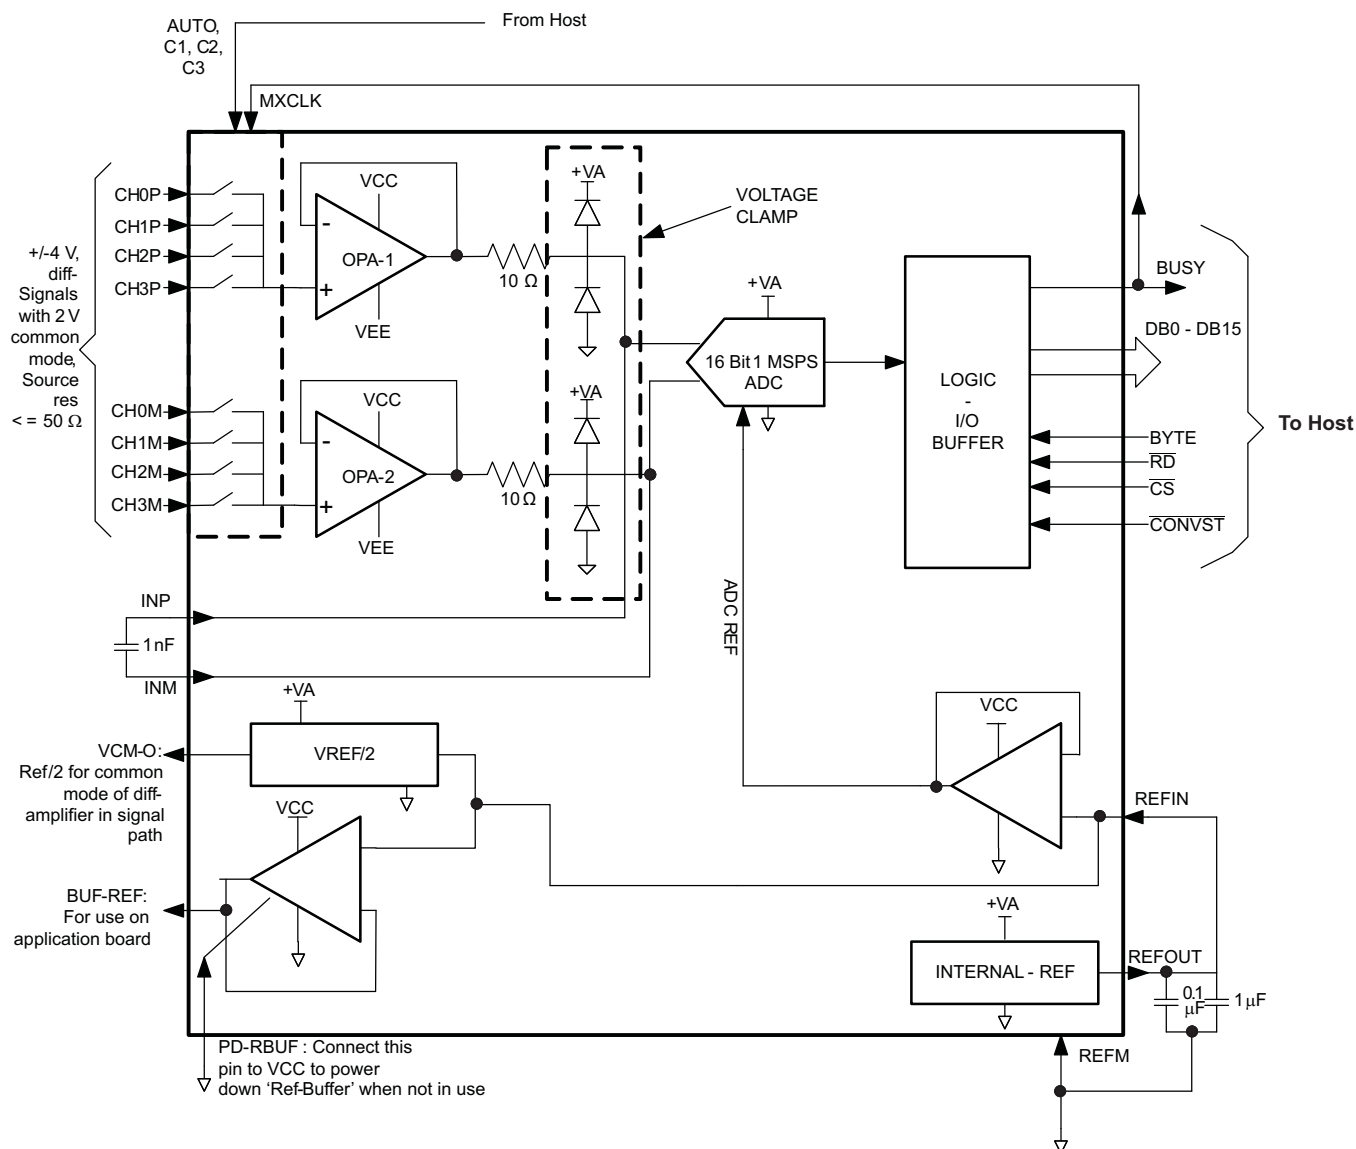 From Host
AUTO,
C1, C2,
C3
MXCLK
+VA
VOLTAGE
CLAMP
CH0P
CH1P
CH2P
CH3P
VCC
-
OPA-1
+
VEE
10 Ω
+/-4 V,
diff-
Signals
with 2 V
common
mode,
Source
res
< = 50 Ω
CH0M
CH1M
CH2M
CH3M
VCC
-
OPA-2
+
VEE
10 Ω
+VA
+VA
16 Bit 1 MSPS
ADC
LOGIC
-
I/O
BUFFER
BUSY
DB0 - DB15
To Host
BYTE
RD
CS
CONVST
ADC REF
INP
1 nF
INM
+VA
VREF/2
VCM-O:
Ref/2 for common
mode of diff-
amplifier in signal
path
VCC
BUF-REF:
For use on
application board
VCC
REFIN
+VA
INTERNAL - REF
REFOUT
0.1
μF
1 μF
REFM
PD-RBUF : Connect this
pin to VCC to power
down ‘Ref-Buffer’ when not in use